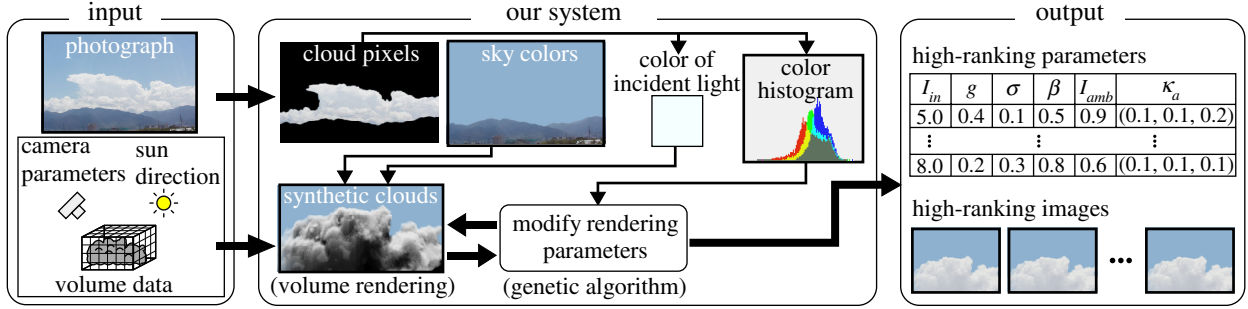 input
photograph
camera
parameters
sun
direction
volume data
our system
cloud pixels
sky colors
color of
incident light
color
histogram
synthetic clouds
(volume rendering)
modify rendering
parameters
(genetic algorithm)
output
high-ranking parameters
I_in g σ β I_amb κ_a
5.0 0.4 0.1 0.5 0.9 (0.1, 0.1, 0.2)
⋮ ⋮ ⋮
8.0 0.2 0.3 0.8 0.6 (0.1, 0.1, 0.1)
high-ranking images
•••